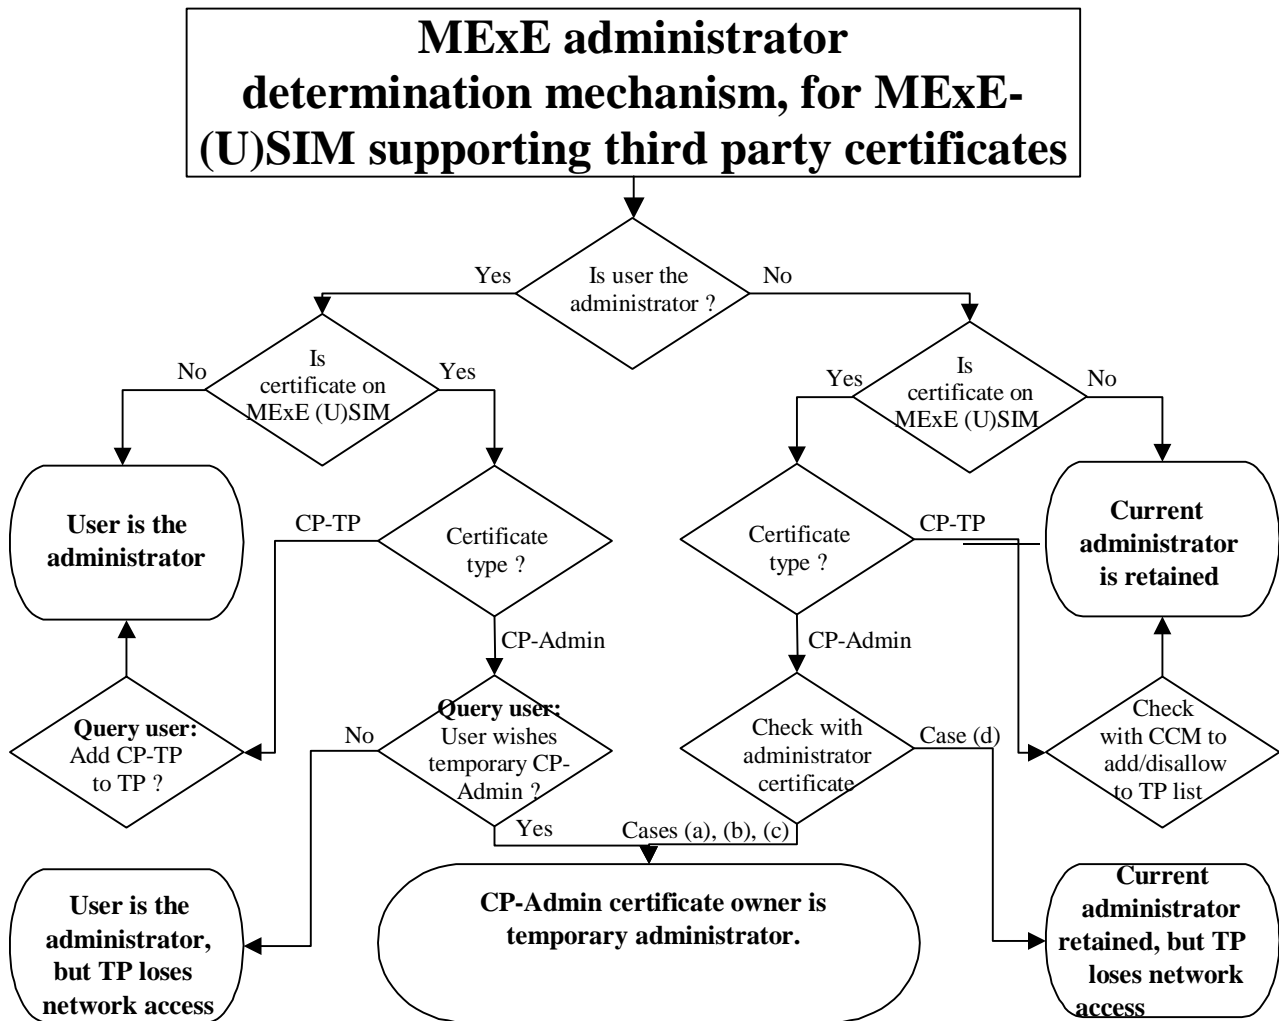 MExE administrator
determination mechanism, for MExE-
(U)SIM supporting third party certificates
Is user the
administrator ?
Yes
No
Is
certificate on
MExE (U)SIM
No
Yes
Is
certificate on
MExE (U)SIM
Yes
No
User is the
administrator
CP-TP
Certificate
type ?
Certificate
type ?
CP-TP
Current
administrator
is retained
CP-Admin
CP-Admin
Query user:
Add CP-TP
to TP ?
No
Query user:
User wishes
temporary CP-
Admin ?
Check with
administrator
certificate
Case (d)
Check
with CCM to
add/disallow
to TP list
Yes
Cases (a), (b), (c)
User is the
administrator,
but TP loses
network access
CP-Admin certificate owner is
temporary administrator.
Current
administrator
retained, but TP
loses network
access